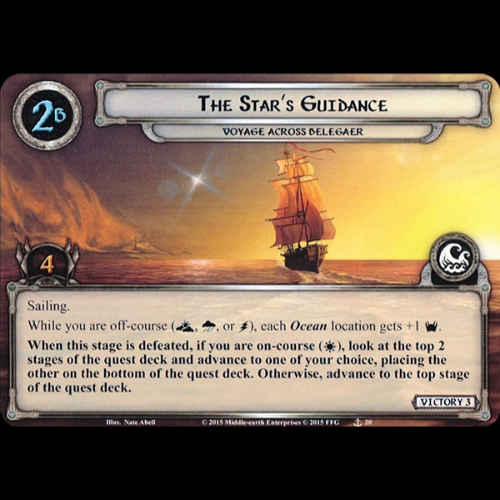 2B
THE STAR'S GUIDANCE
VOYAGE ACROSS BELEGAER
4
Sailing.
While you are off-course (, , or ), each Ocean location gets +1 .
When this stage is defeated, if you are on-course (), look at the top 2
stages of the quest deck and advance to one of your choice, placing the
other on the bottom of the quest deck. Otherwise, advance to the top stage
of the quest deck.
VICTORY 3
Illus. Nate Abell © 2015 Middle-earth Enterprises © 2015 FFG 20